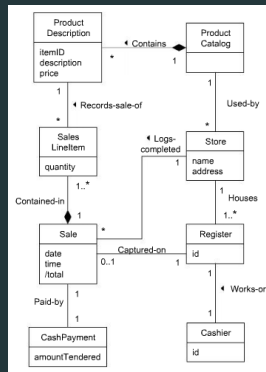 Product
Description
itemID
description
price
Contains
*
1
Product
Catalog
1
Records-sale-of
*
1
Used-by
*
Sales
LineItem
quantity
Logs-
completed
1
Store
name
address
1..*
Contained-in
1
*
1
Houses
1..*
Sale
date
time
/total
Captured-on
0..1
1
Register
id
1
Paid-by
1
1
Works-on
1
CashPayment
amountTendered
Cashier
id